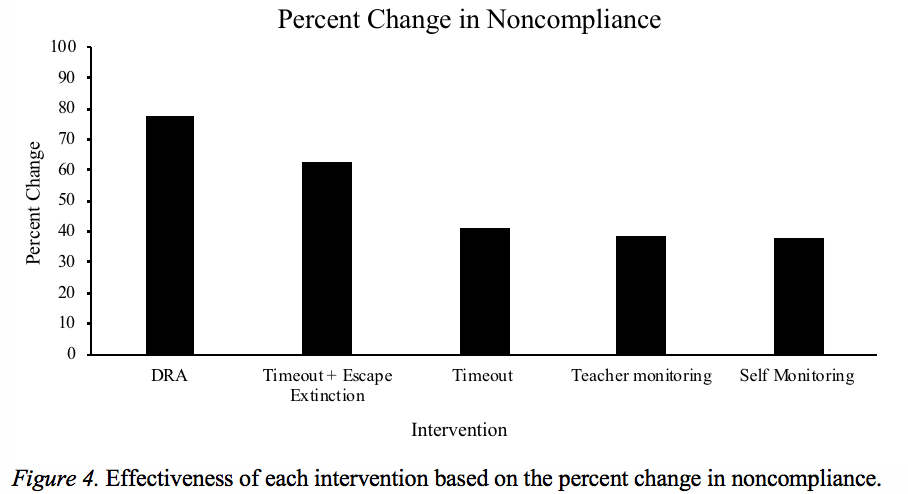 Percent Change in Noncompliance
100
90
80
70
60
50
40
30
20
10
0
Percent Change
DRA
Timeout + Escape Extinction
Timeout
Teacher monitoring
Self Monitoring
Intervention
Figure 4. Effectiveness of each intervention based on the percent change in noncompliance.